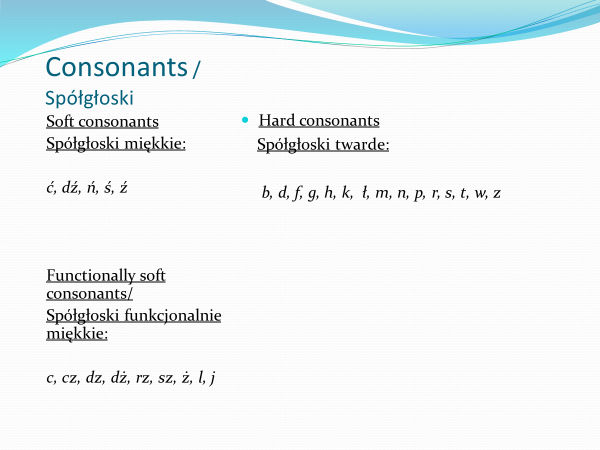 Consonants /
Spółgłoski
Soft consonants
Spółgłoski miękkie:
ć, dź, ń, ś, ź
Functionally soft
consonants/
Spółgłoski funkcjonalnie
miękkie:
c, cz, dz, dż, rz, sz, ż, l, j
• Hard consonants
Spółgłoski twarde:
b, d, f, g, h, k, ł, m, n, p, r, s, t, w, z